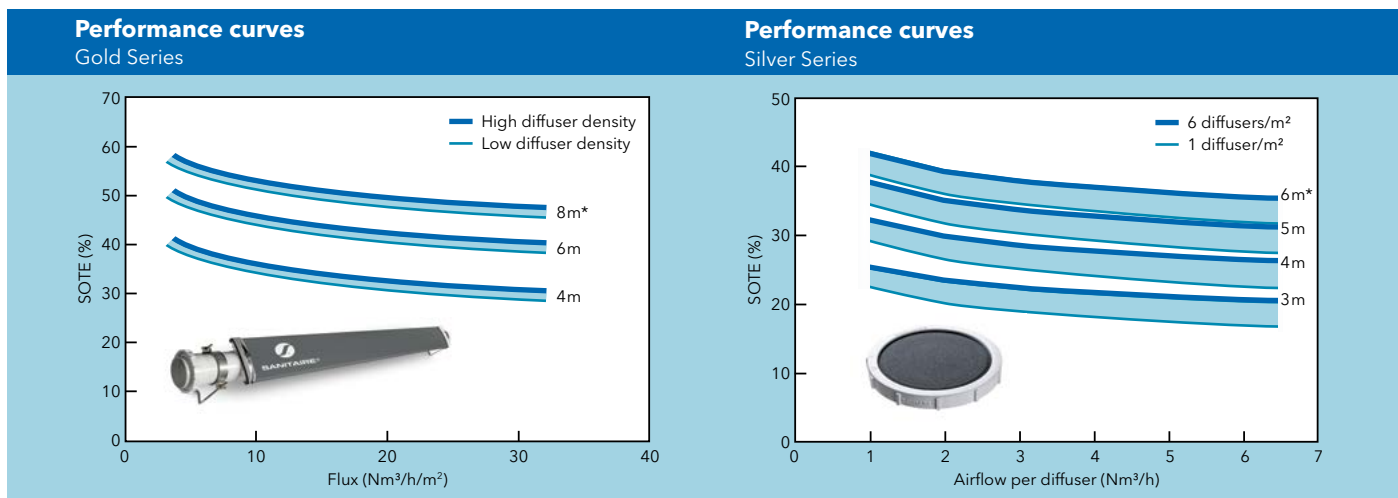 Performance curves
Gold Series
70
60
50
40
30
20
10
0
SOTE (%)
High diffuser density
Low diffuser density
8m*
6m
4m
SANITAIRE®
0
10
20
30
40
Flux (Nm³/h/m²)
Performance curves
Silver Series
50
40
30
20
10
0
SOTE (%)
6 diffusers/m²
1 diffuser/m²
6m*
5m
4m
3m
0
1
2
3
4
5
6
7
Airflow per diffuser (Nm³/h)